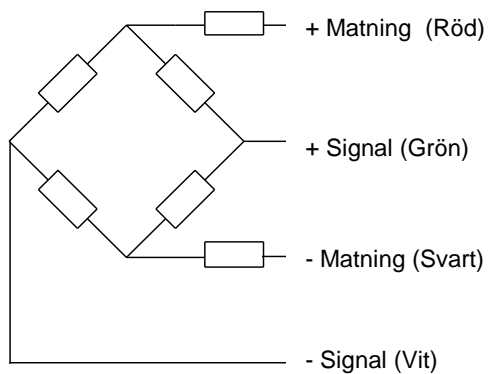 + Matning (Röd)
+ Signal (Grön)
- Matning (Svart)
- Signal (Vit)